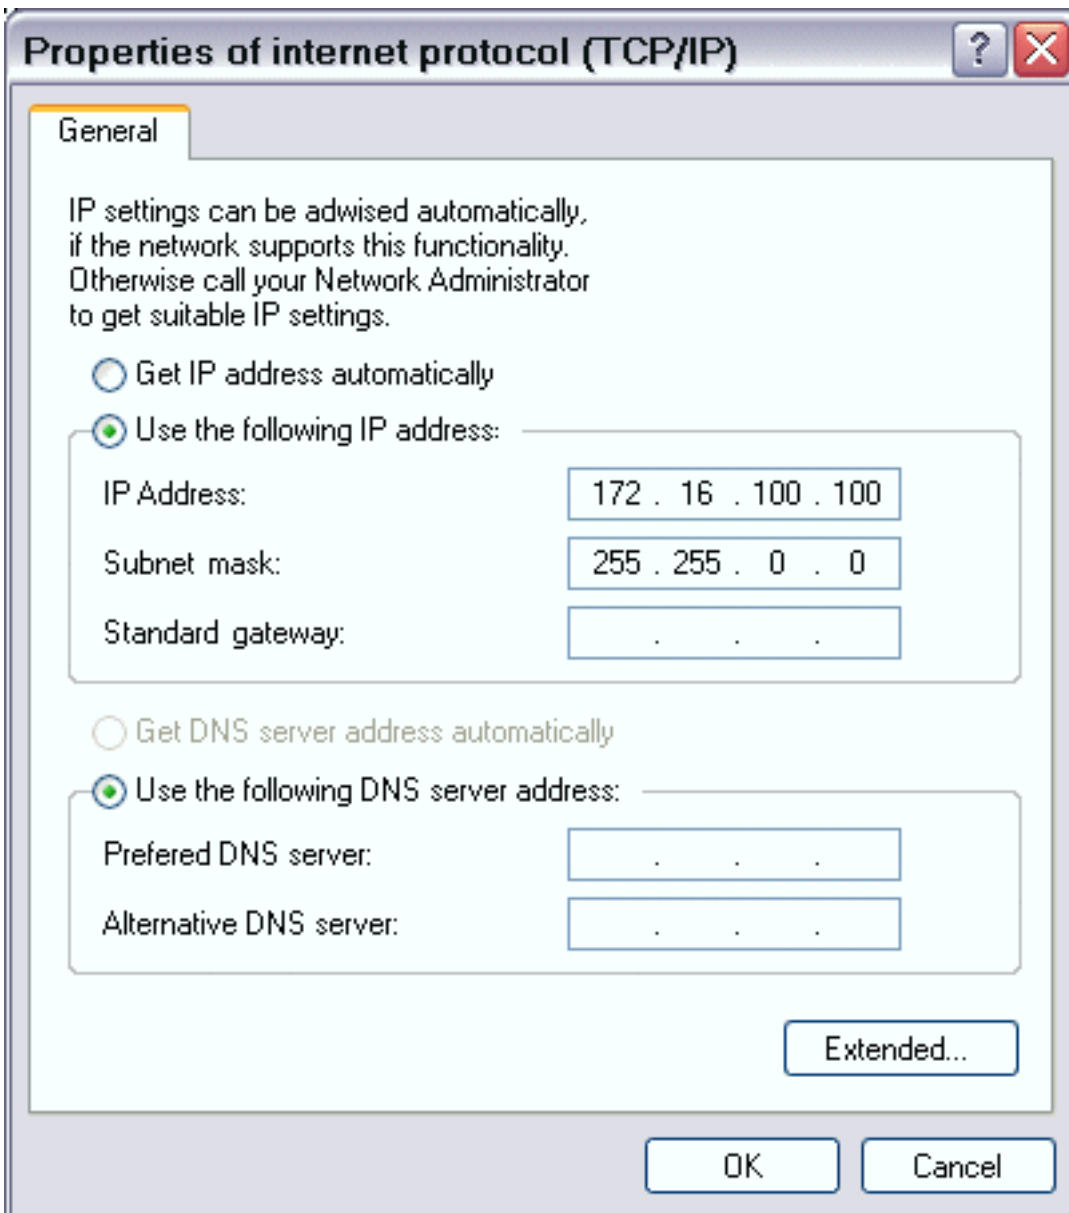 Properties of internet protocol (TCP/IP)
?
General
IP settings can be adwised automatically,
if the network supports this functionality.
Otherwise call your Network Administrator
to get suitable IP settings.
Get IP address automatically
Use the following IP address:
IP Address: 172 . 16 . 100 . 100
Subnet mask: 255 . 255 . 0 . 0
Standard gateway: . . .
Get DNS server address automatically
Use the following DNS server address:
Prefered DNS server: . . .
Alternative DNS server: . . .
Extended...
OK Cancel